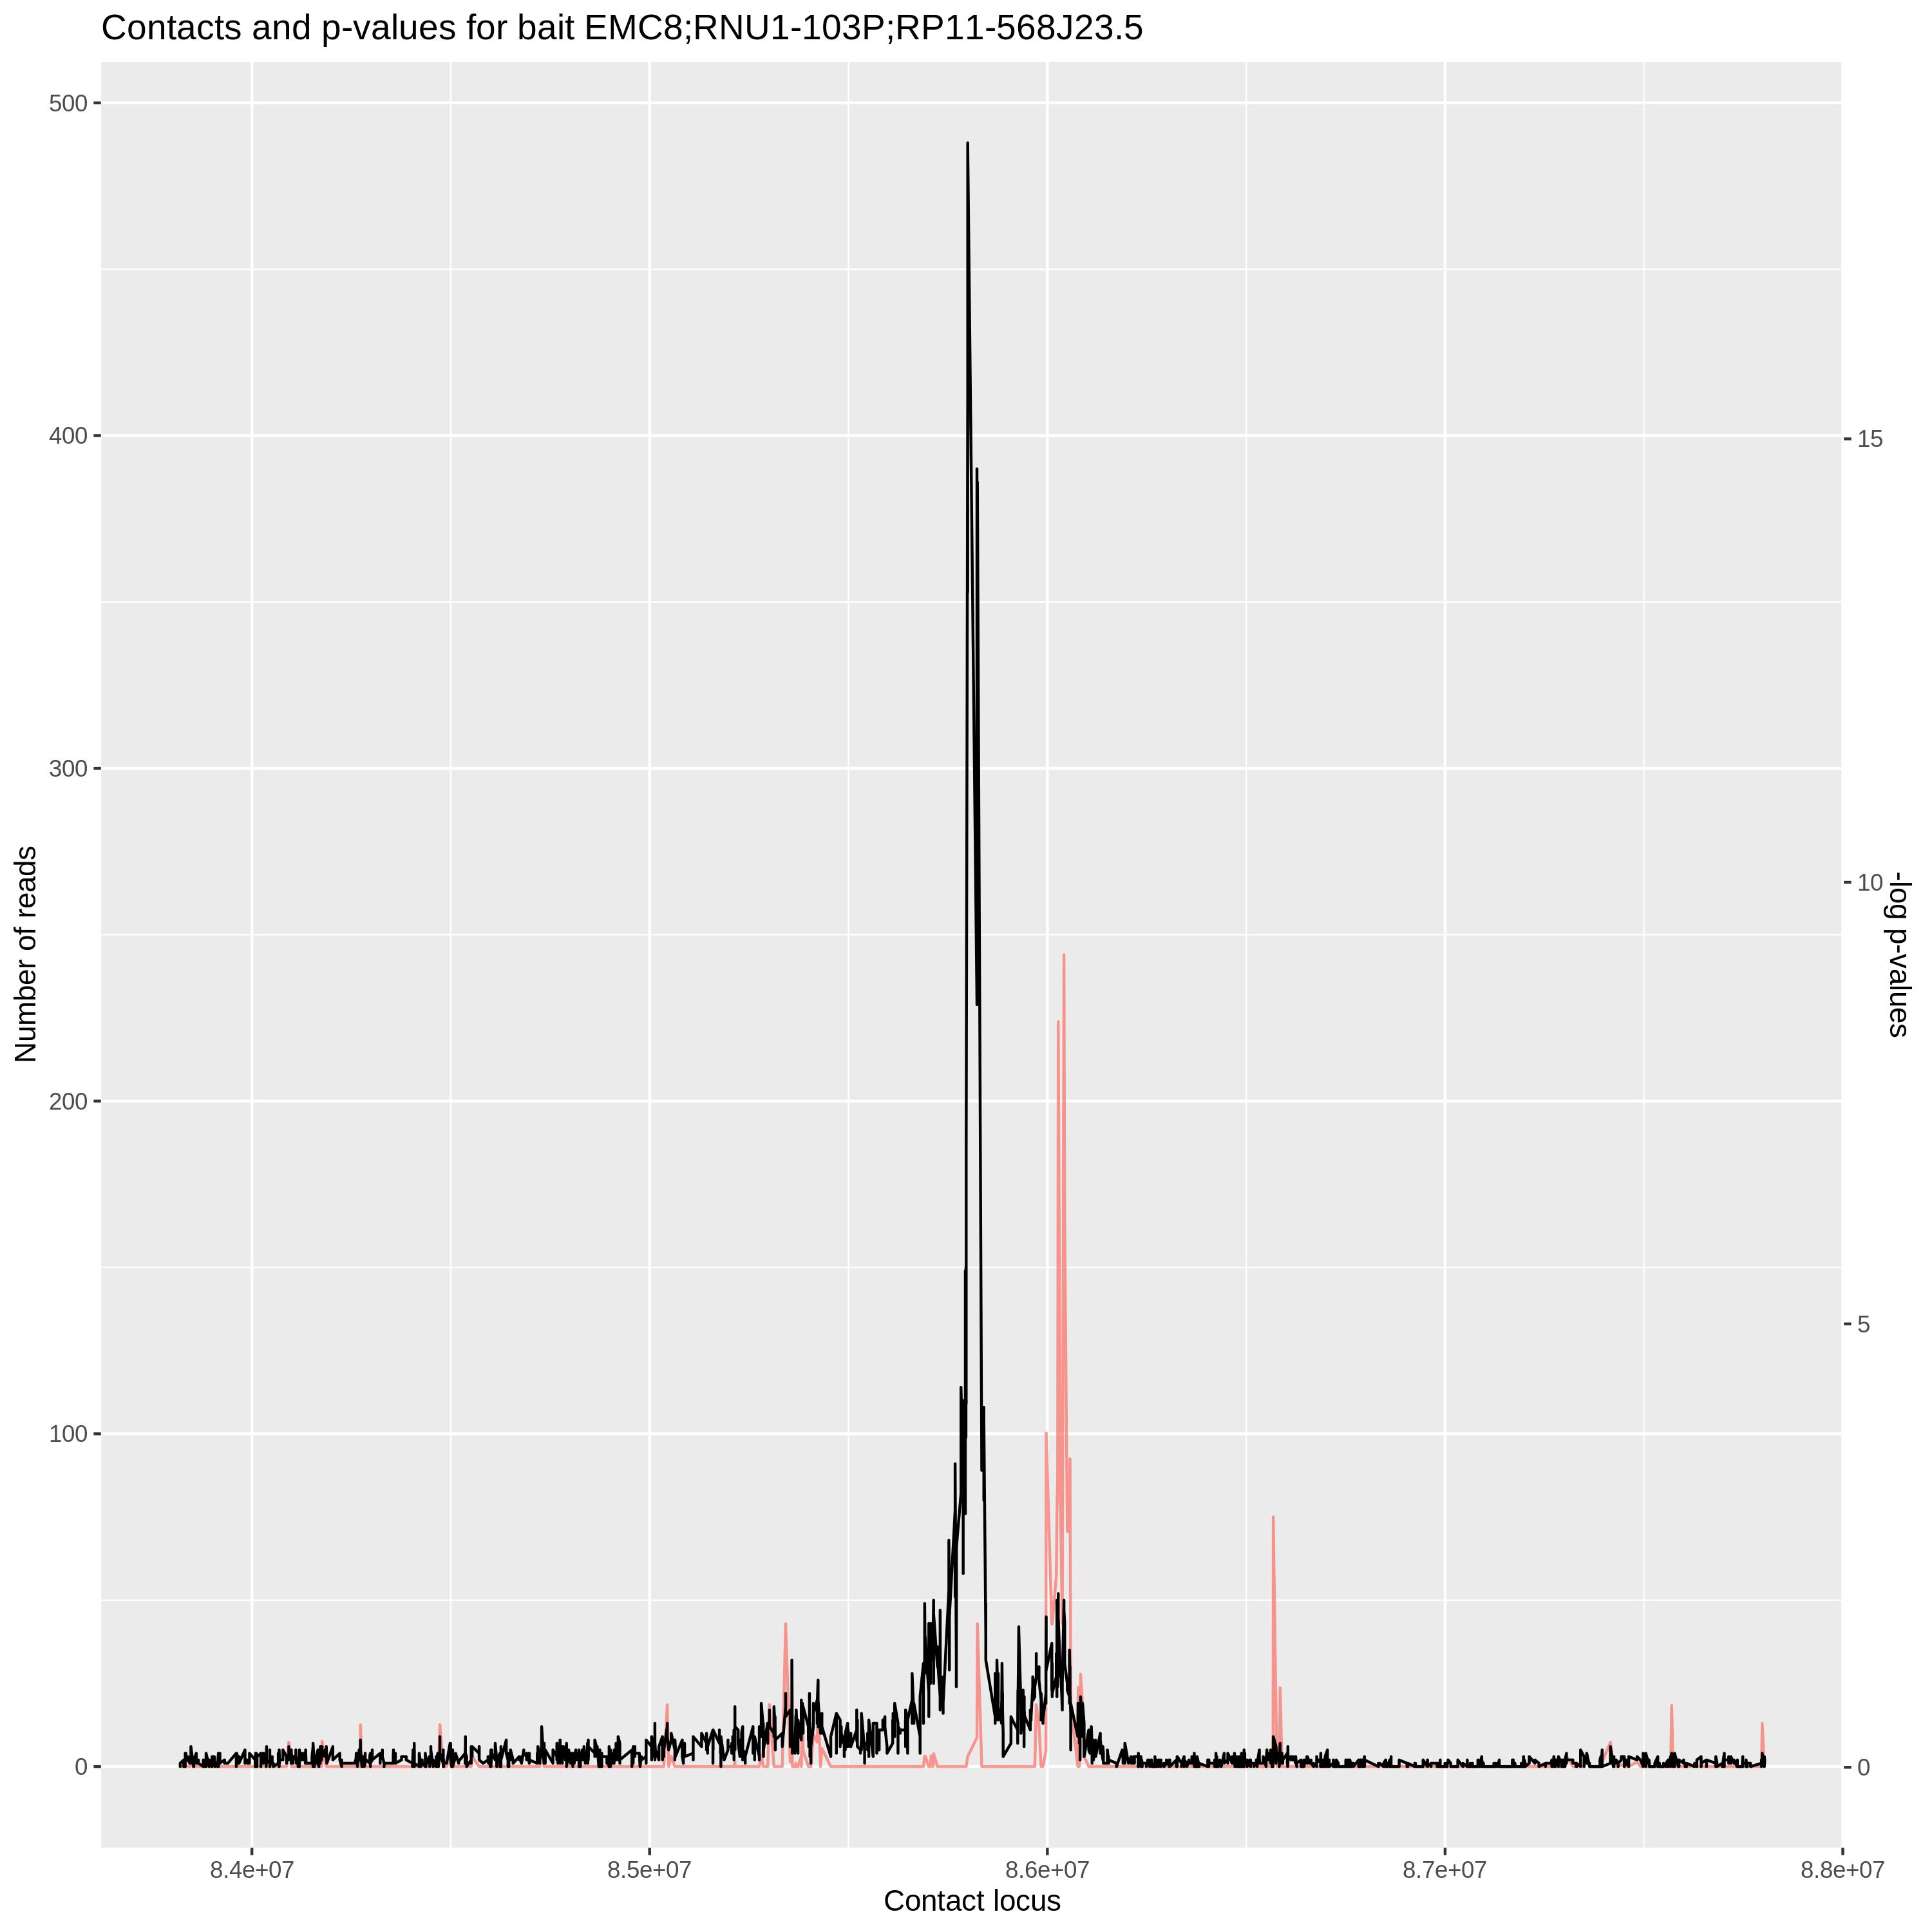 Contacts and p-values for bait EMC8;RNU1-103P;RP11-568J23.5
500
400
300
200
100
0
Number of reads
15
10
5
0
-log p-values
8.4e+07
8.5e+07
8.6e+07
8.7e+07
8.8e+07
Contact locus